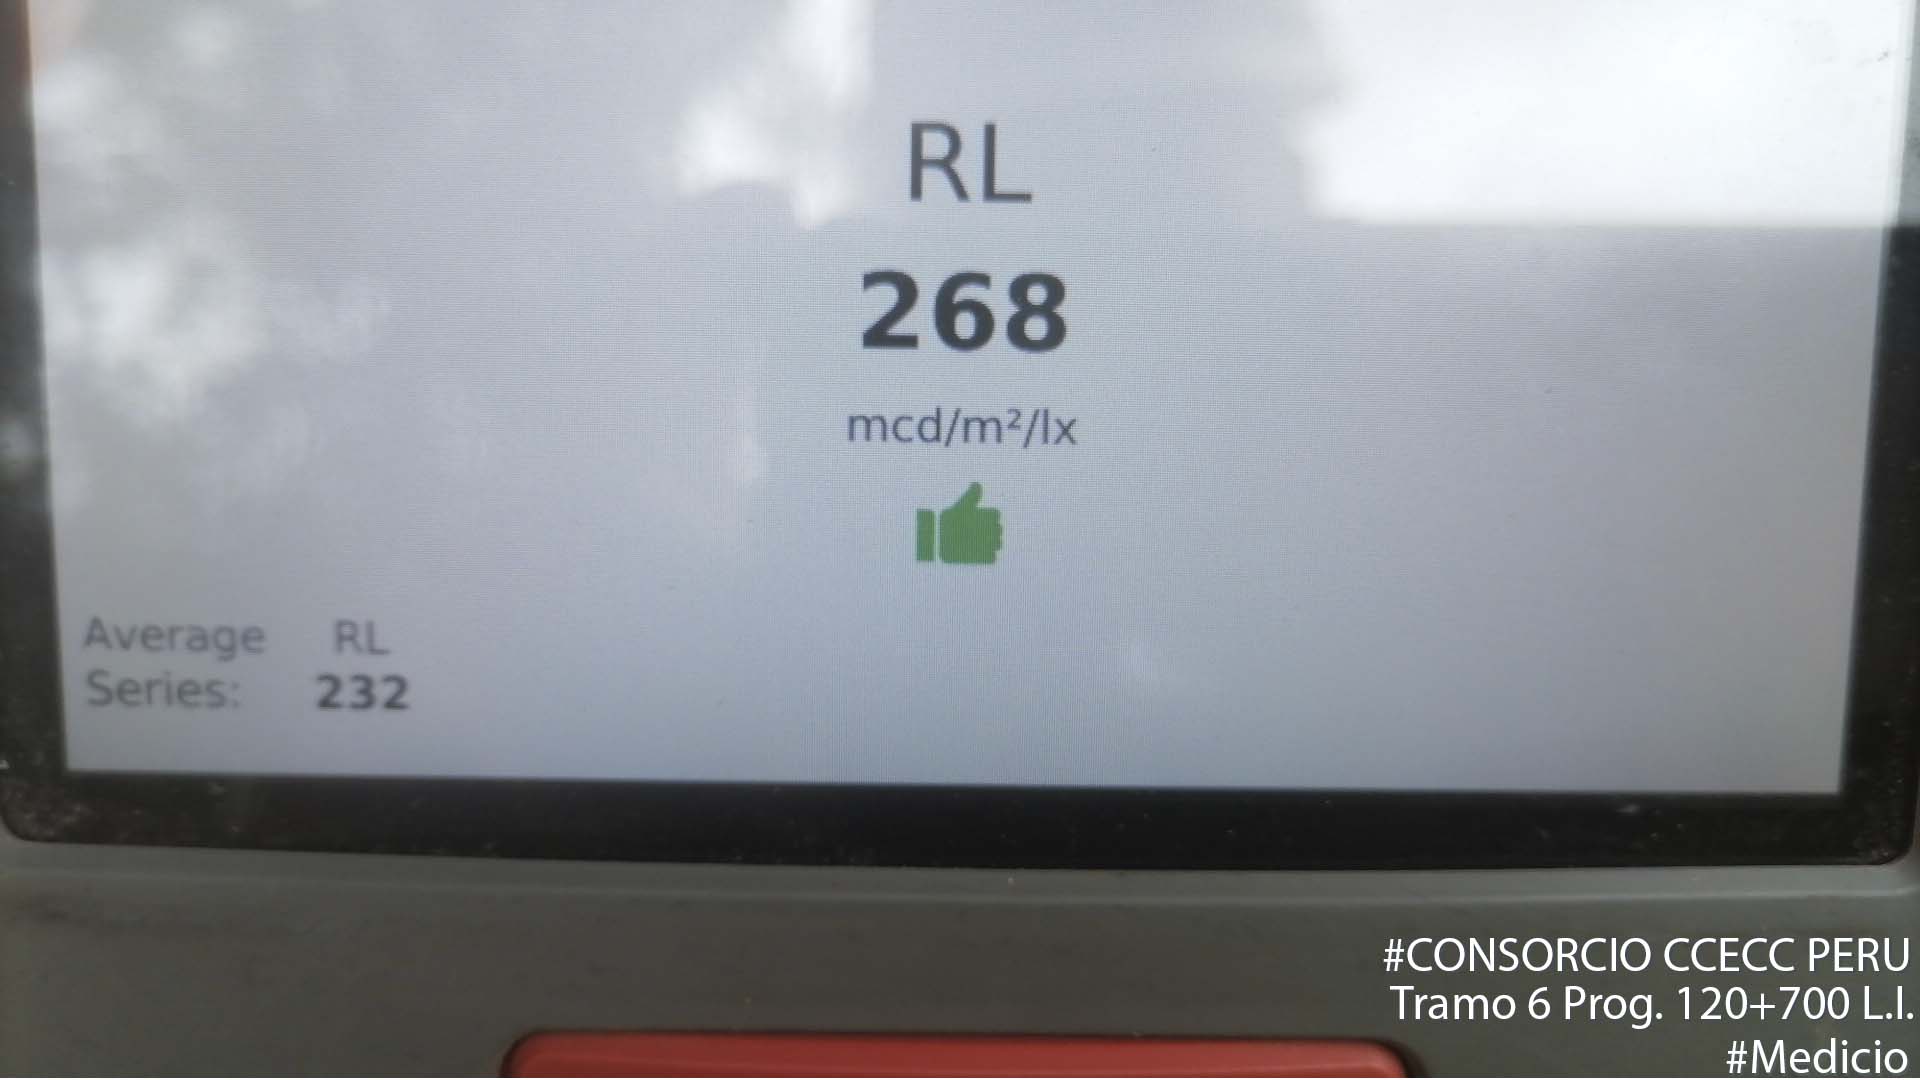 RL
268
mcd/m²/lx
Average RL
Series: 232
#CONSORCIO CCECC PERU
Tramo 6 Prog. 120+700 L.I.
#Medicio